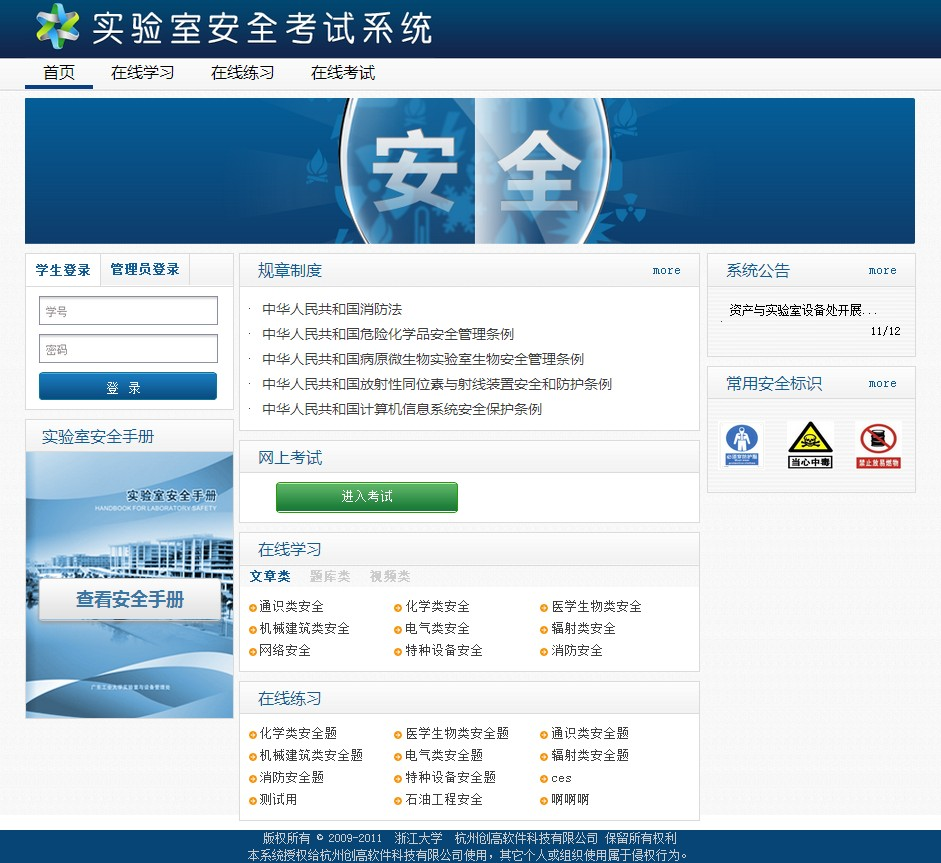 实验室安全考试系统
首页 在线学习 在线练习 在线考试
安全
学生登录 管理员登录
学号
密码
登 录
实验室安全手册
实验室安全手册
HANDBOOK FOR LABORATORY SAFETY
查看安全手册
规章制度 more
· 中华人民共和国消防法
· 中华人民共和国危险化学品安全管理条例
· 中华人民共和国病原微生物实验室生物安全管理条例
· 中华人民共和国放射性同位素与射线装置安全和防护条例
· 中华人民共和国计算机信息系统安全保护条例
网上考试
进入考试
在线学习
文章类 题库类 视频类
通识类安全 化学类安全 医学生物类安全
机械建筑类安全 电气类安全 辐射类安全
网络安全 特种设备安全 消防安全
在线练习
化学类安全题 医学生物类安全题 通识类安全题
机械建筑类安全题 电气类安全题 辐射类安全题
消防安全题 特种设备安全题 ces
测试用 石油工程安全 啊啊啊
系统公告 more
· 资产与实验室设备处开展...
11/12
常用安全标识 more
当心中毒
禁止放易燃物
版权所有 © 2009-2011 浙江大学 杭州创高软件科技有限公司 保留所有权利
本系统授权给杭州创高软件科技有限公司使用，其它个人或组织使用属于侵权行为。